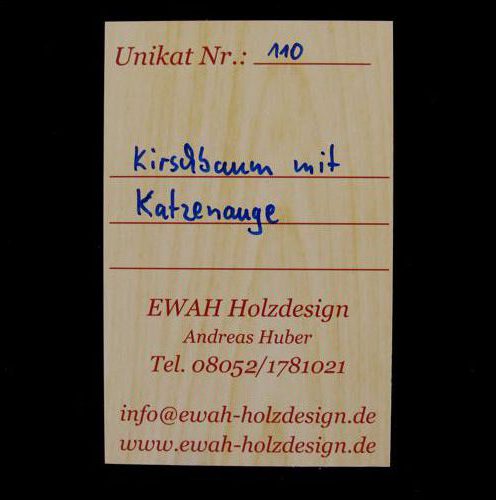 Unikat Nr.: 110
Kirschbaum mit
Katzenauge
EWAH Holzdesign
Andreas Huber
Tel. 08052/1781021
info@ewah-holzdesign.de
www.ewah-holzdesign.de